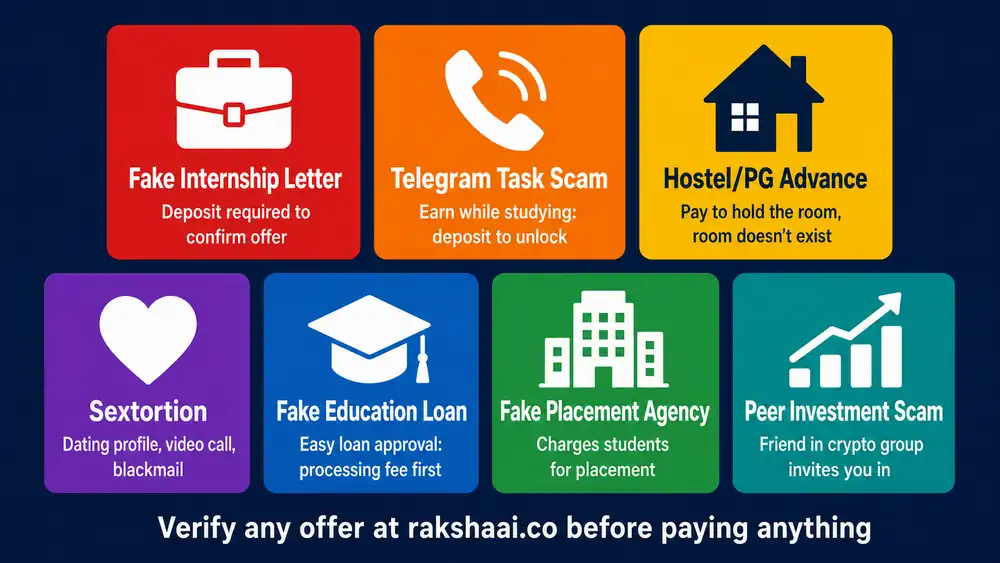 Fake Internship Letter
Deposit required to
confirm offer
Telegram Task Scam
Earn while studying:
deposit to unlock
Hostel/PG Advance
Pay to hold the room,
room doesn't exist
Sextortion
Dating profile, video call,
blackmail
Fake Education Loan
Easy loan approval:
processing fee first
Fake Placement Agency
Charges students
for placement
Peer Investment Scam
Friend in crypto group
invites you in
Verify any offer at rakshaai.co before paying anything